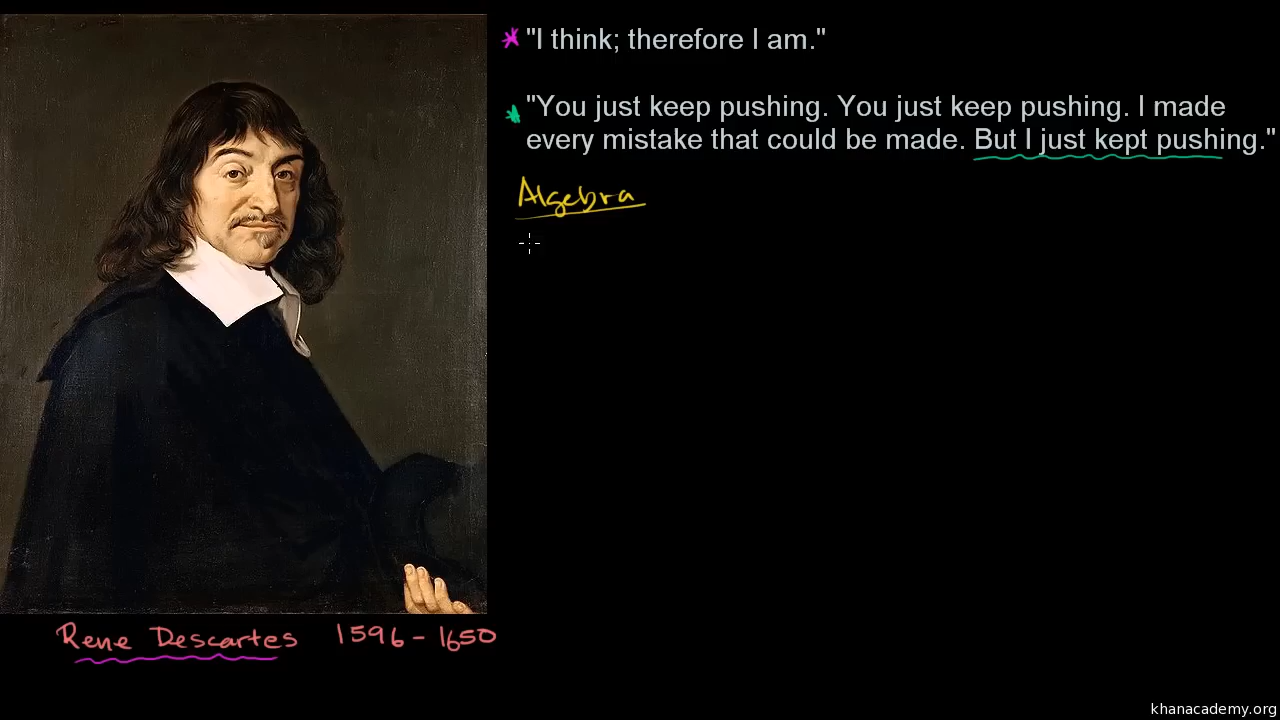 "I think; therefore I am."
"You just keep pushing. You just keep pushing. I made
every mistake that could be made. But I just kept pushing."
Algebra
Rene Descartes 1596-1650
khanacademy.org